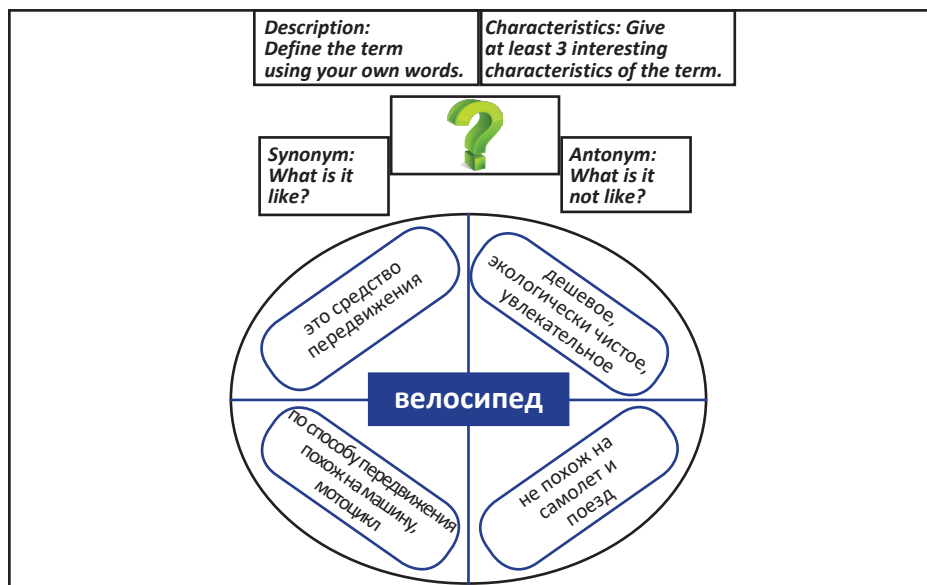 Description:
Define the term
using your own words.
Characteristics: Give
at least 3 interesting
characteristics of the term.
Synonym:
What is it
like?
Antonym:
What is it
not like?
это средство
передвижения
дешевое,
экологически чистое,
увлекательное
велосипед
по способу передвижения
похож на машину,
мотоцикл
не похож на
самолет и
поезд